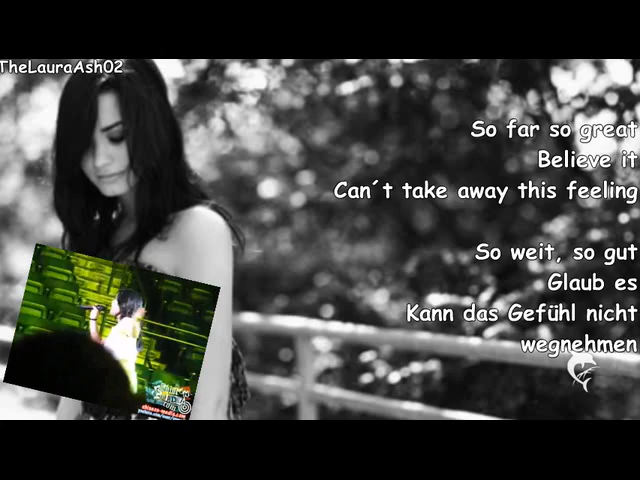 TheLauraAsh02
So far so great
Believe it
Can´t take away this feeling
So weit, so gut
Glaub es
Kann das Gefühl nicht
wegnehmen